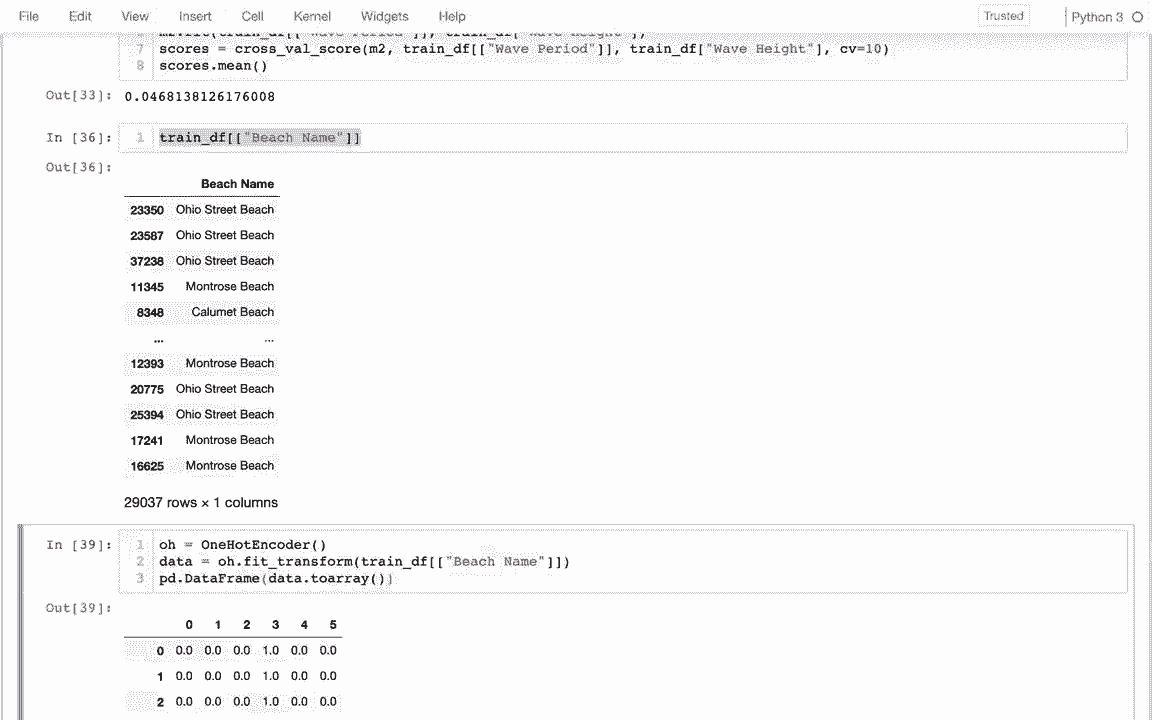 File Edit View Insert Cell Kernel Widgets Help Trusted Python 3
7 scores = cross_val_score(m2, train_df[["Wave Period"]], train_df["Wave Height"], cv=10)
8 scores.mean()
Out[33]: 0.0468138126176008
In [36]: 1 train_df[["Beach Name"]]
Out[36]:
Beach Name
23350 Ohio Street Beach
23587 Ohio Street Beach
37238 Ohio Street Beach
11345 Montrose Beach
8348 Calumet Beach
... ...
12393 Montrose Beach
20775 Ohio Street Beach
25394 Ohio Street Beach
17241 Montrose Beach
16625 Montrose Beach
29037 rows × 1 columns
In [39]: 1 oh = OneHotEncoder()
2 data = oh.fit_transform(train_df[["Beach Name"]])
3 pd.DataFrame(data.toarray())
Out[39]:
0 1 2 3 4 5
0 0.0 0.0 0.0 1.0 0.0 0.0
1 0.0 0.0 0.0 1.0 0.0 0.0
2 0.0 0.0 0.0 1.0 0.0 0.0